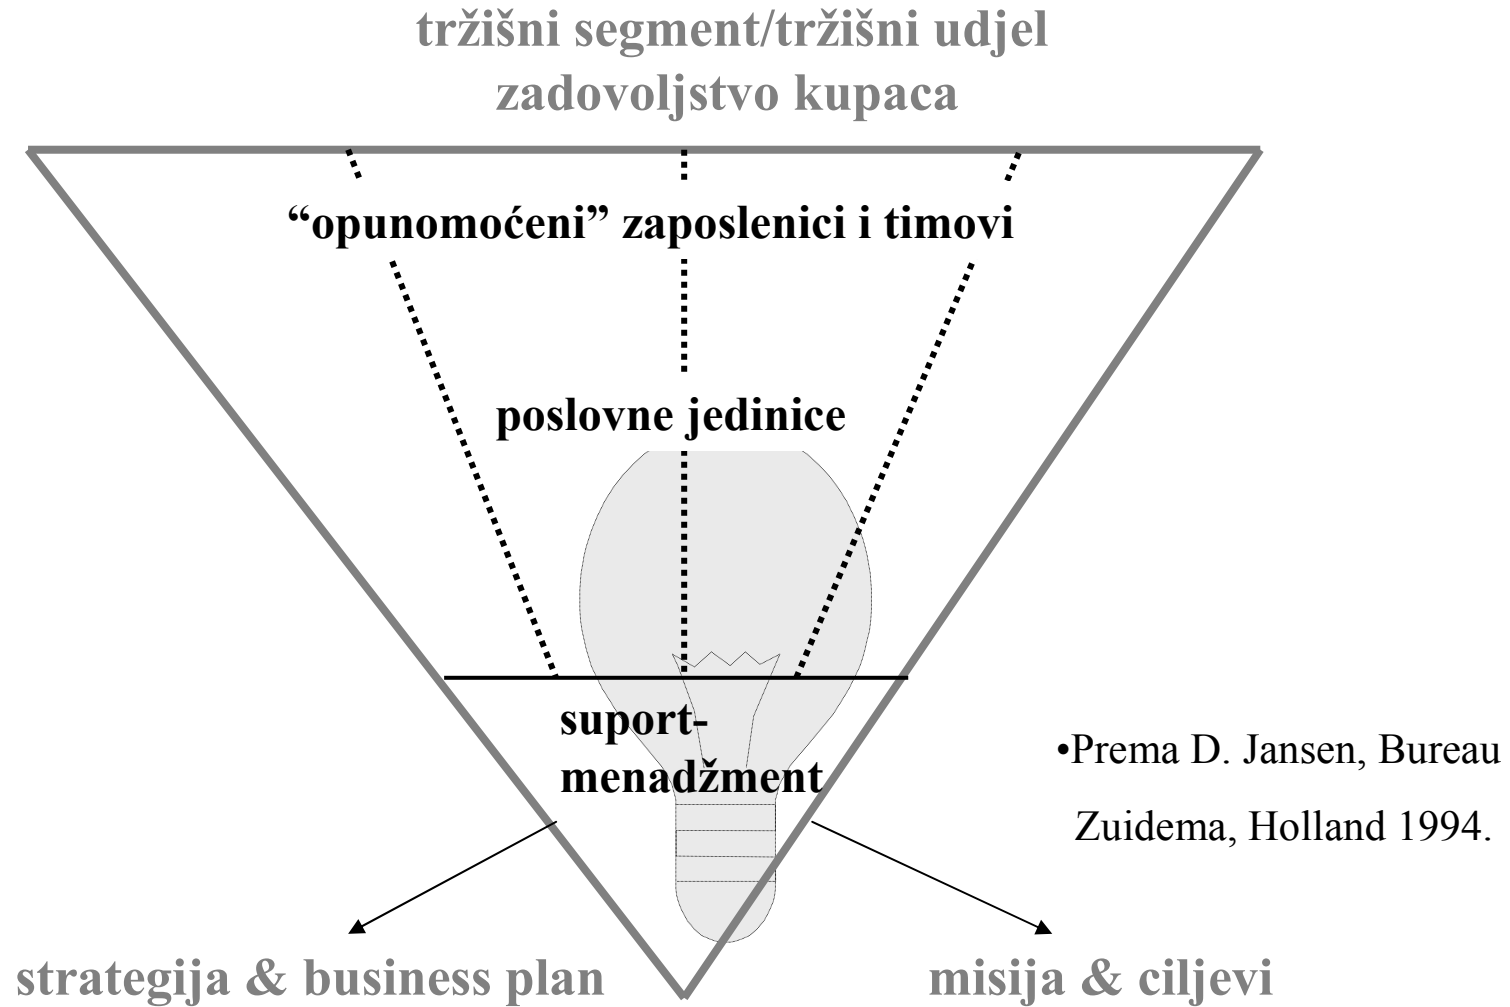 tržišni segment/tržišni udjel
zadovoljstvo kupaca
“opunomoćeni” zaposlenici i timovi
poslovne jedinice
suport-
menadžment
•Prema D. Jansen, Bureau
Zuidema, Holland 1994.
strategija & business plan
misija & ciljevi